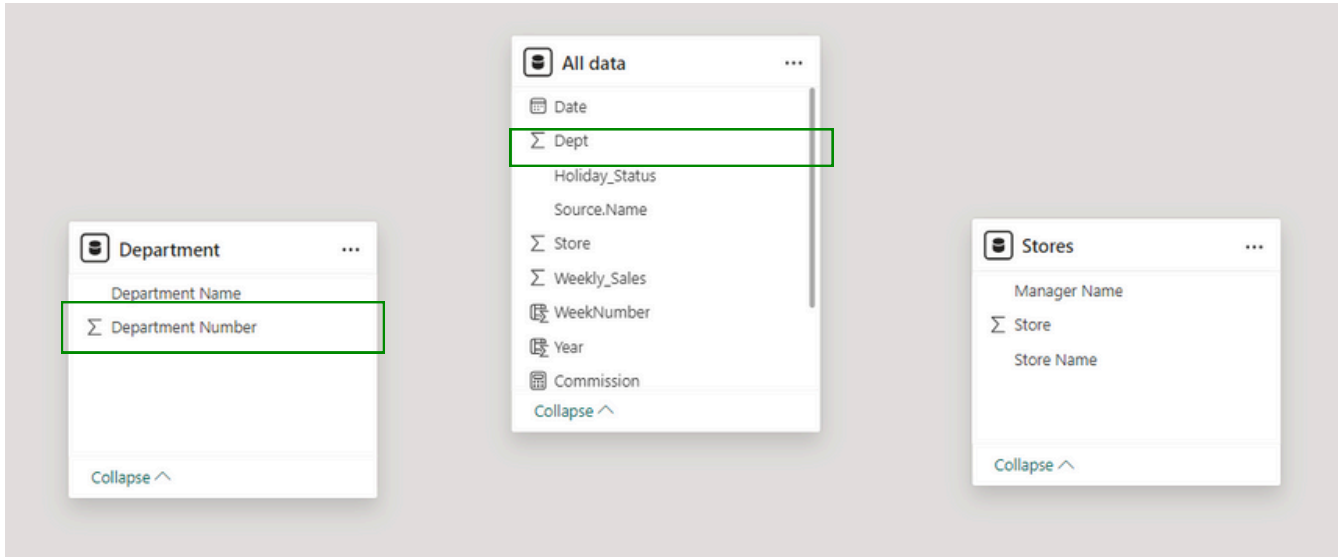 All data
Date
Dept
Holiday_Status
Source.Name
Store
Weekly_Sales
WeekNumber
Year
Commission
Collapse
Department
Department Name
Department Number
Collapse
Stores
Manager Name
Store
Store Name
Collapse